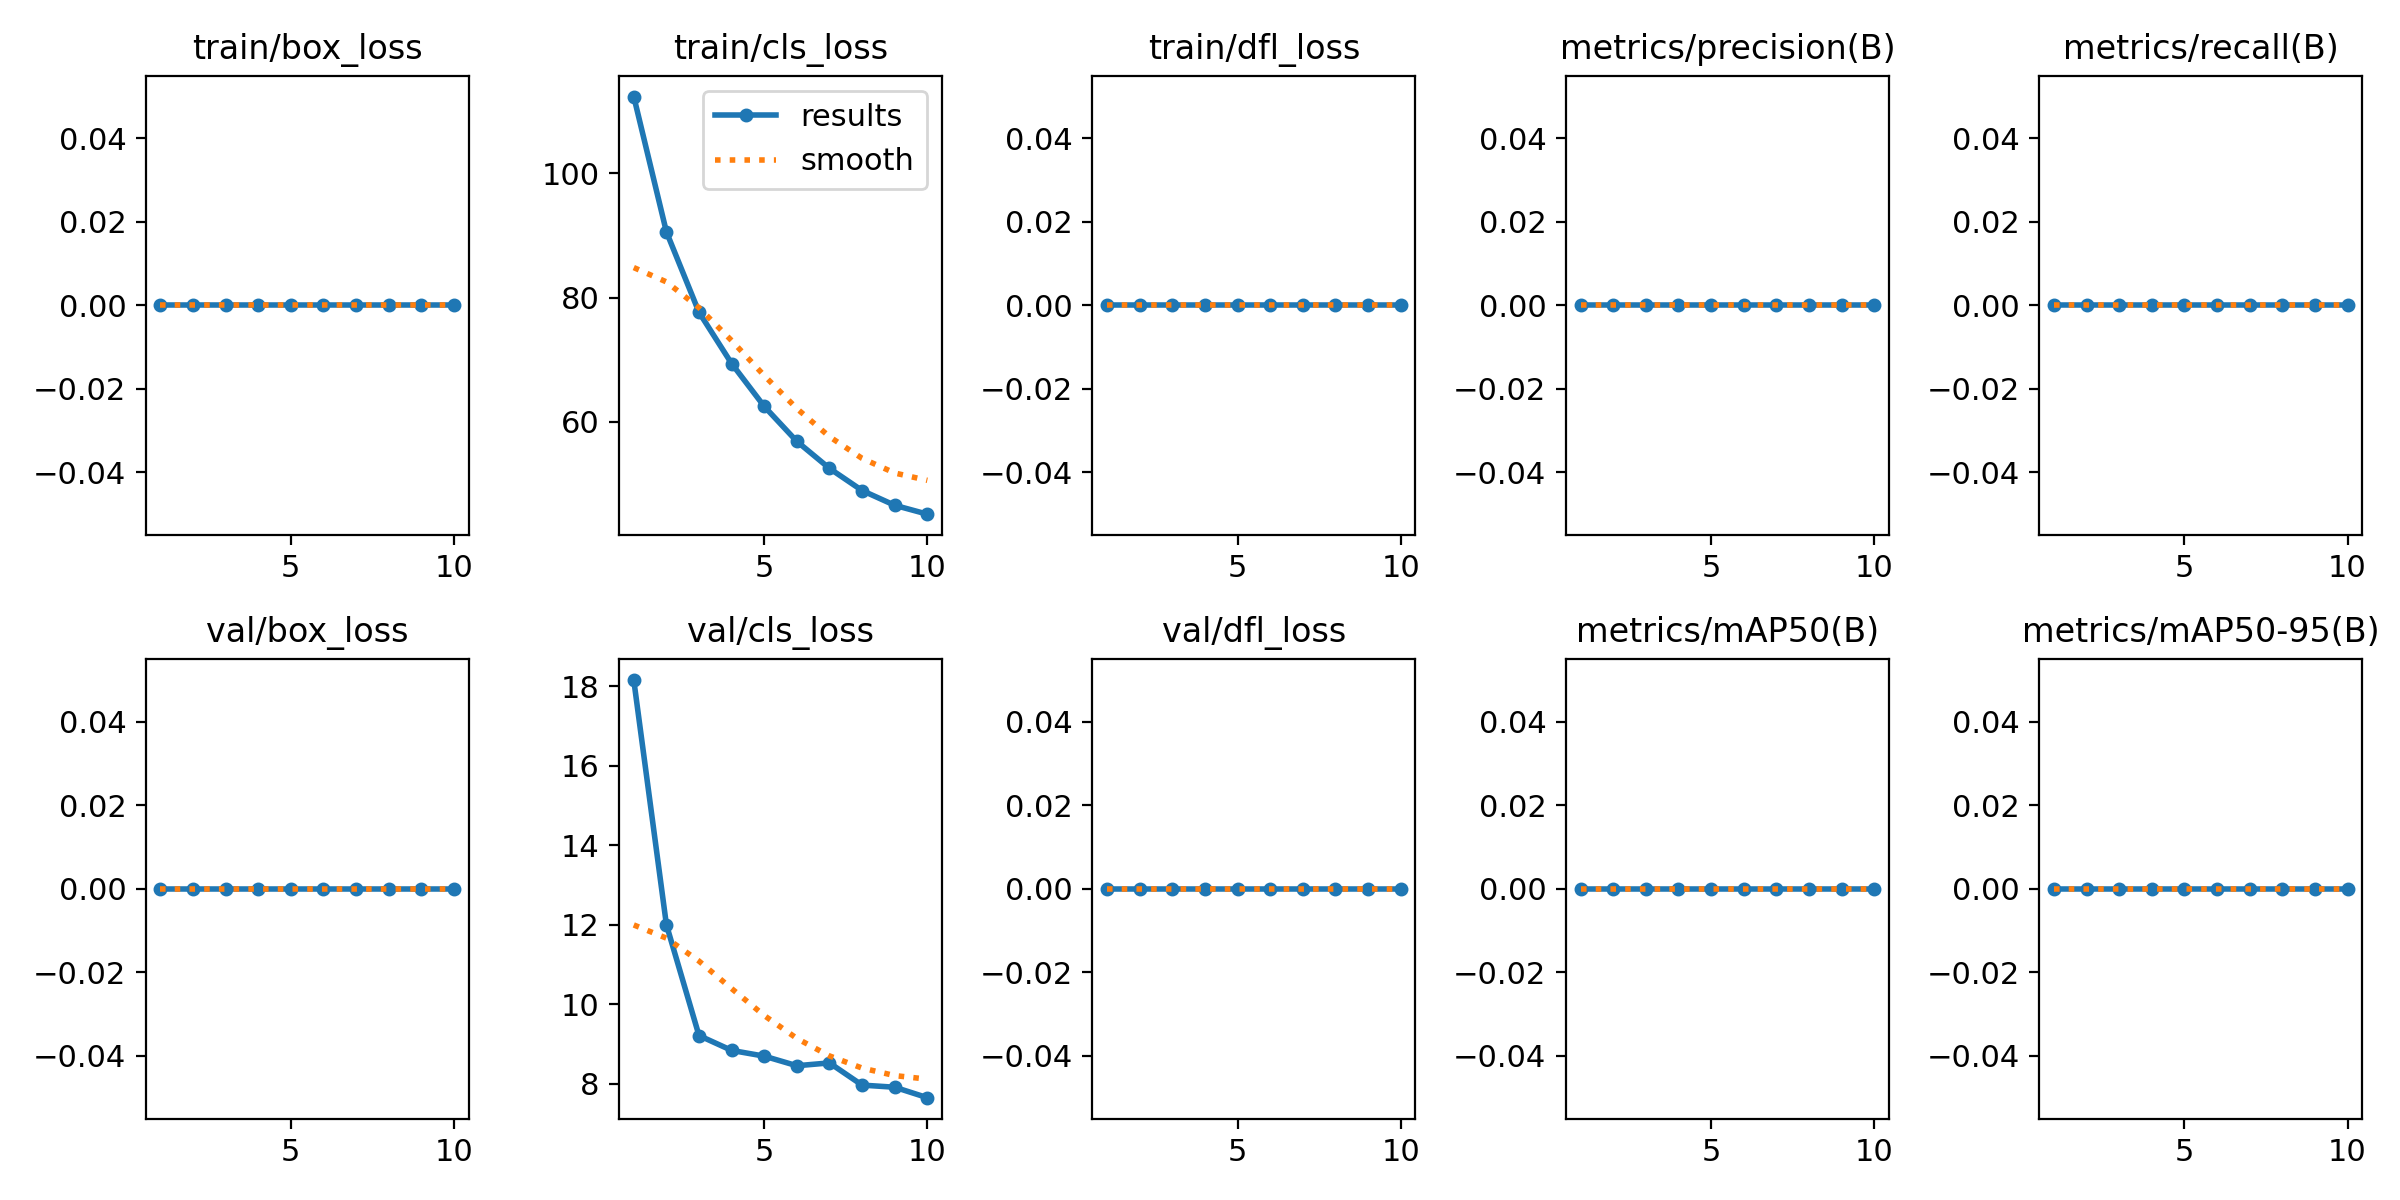 train/box_loss train/cls_loss train/dfl_loss metrics/precision(B) metrics/recall(B)
results
smooth
0.04 100 0.04 0.04 0.04
0.02 80 0.02 0.02 0.02
0.00 60 0.00 0.00 0.00
−0.02 −0.02 −0.02 −0.02
−0.04 −0.04 −0.04 −0.04
5 10 5 10 5 10 5 10 5 10
val/box_loss val/cls_loss val/dfl_loss metrics/mAP50(B) metrics/mAP50-95(B)
0.04 18 0.04 0.04 0.04
0.02 16 0.02 0.02 0.02
0.00 14 0.00 0.00 0.00
−0.02 12 −0.02 −0.02 −0.02
−0.04 10 −0.04 −0.04 −0.04
8
5 10 5 10 5 10 5 10 5 10